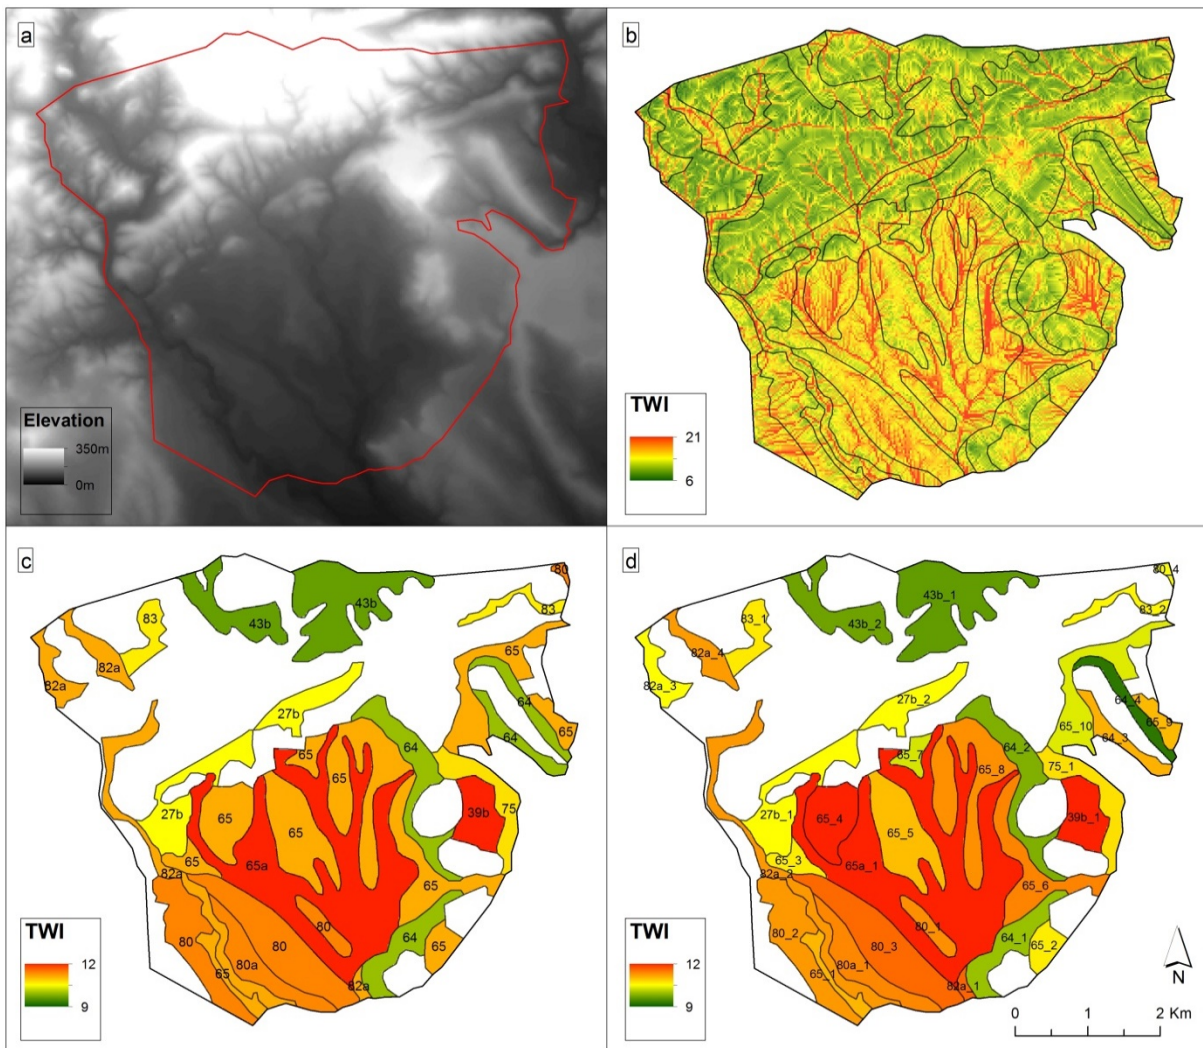 a
Elevation
350m
0m
b
TWI
21
6
c
80
83
43b
43b
83
82a
82a
65
64
64
65
27b
64
65
65
27b
65
65
39b
75
65a
65
82a
65
80
80
80
64
65
80a
65
82a
TWI
12
9
d
80_4
43b_1
83_2
83_1
43b_2
82a_4
82a_3
64_4
27b_2
65_9
65_10
64_3
65_7
64_2
75_1
65_8
27b_1
65_4
39b_1
65_5
65_3
65a_1
82a_2
65_6
80_1
80_2
80_3
64_1
65_2
80a_1
65_1
82a_1
TWI
12
9
N
0 1 2 Km